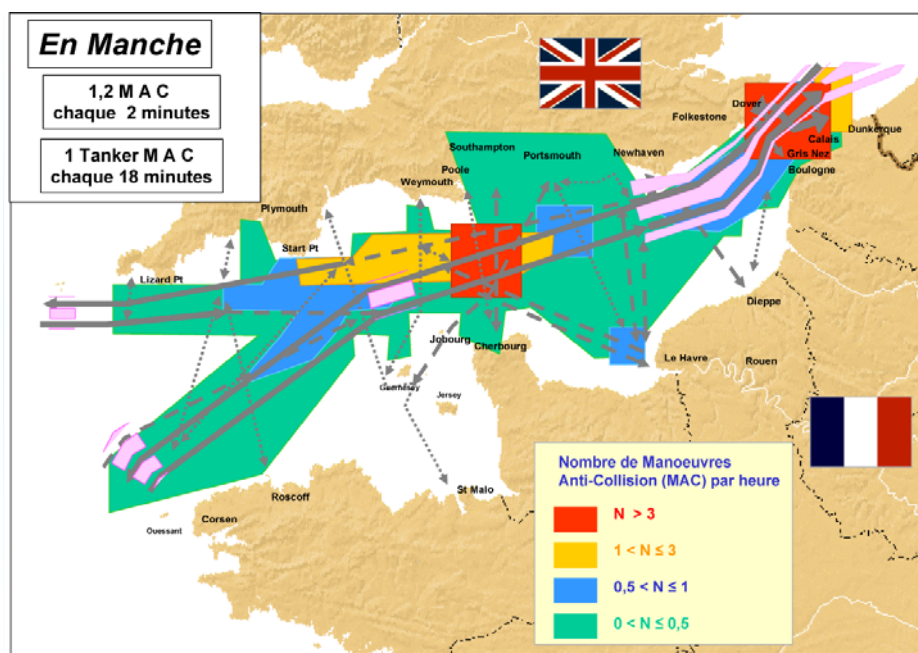 En Manche
1,2 M A C
chaque 2 minutes
1 Tanker M A C
chaque 18 minutes
Dover
Folkestone
Calais
Dunkerque
Gris Nez
Boulogne
Southampton
Portsmouth
Newhaven
Poole
Weymouth
Plymouth
Start Pt
Lizard Pt
Dieppe
Jobourg
Cherbourg
Le Havre
Rouen
Guernesay
Jersey
St Malo
Roscoff
Corsen
Ouessant
Nombre de Manoeuvres
Anti-Collision (MAC) par heure
N > 3
1 < N ≤ 3
0,5 < N ≤ 1
0 < N ≤ 0,5